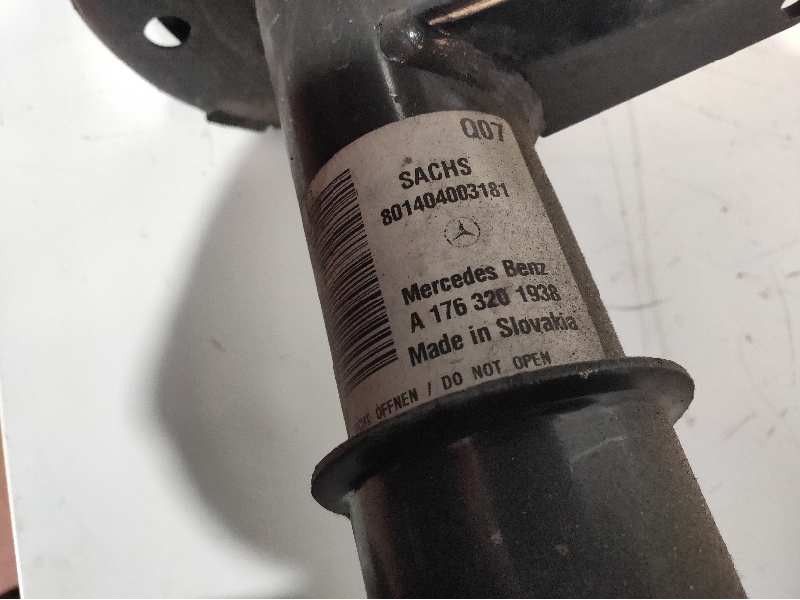 Q07
SACHS
801404003181
Mercedes Benz
A 176 320 1938
Made in Slovakia
ÖFFNEN / DO NOT OPEN